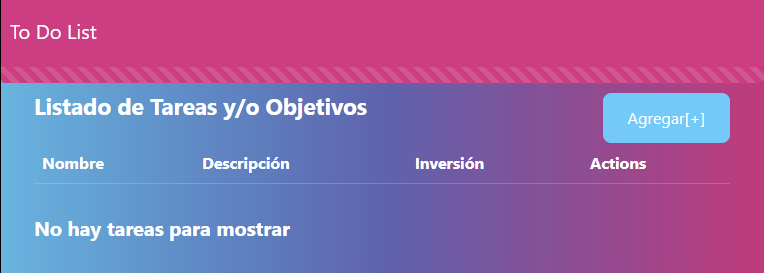 To Do List
Listado de Tareas y/o Objetivos
Agregar[+]
Nombre Descripción Inversión Actions
No hay tareas para mostrar